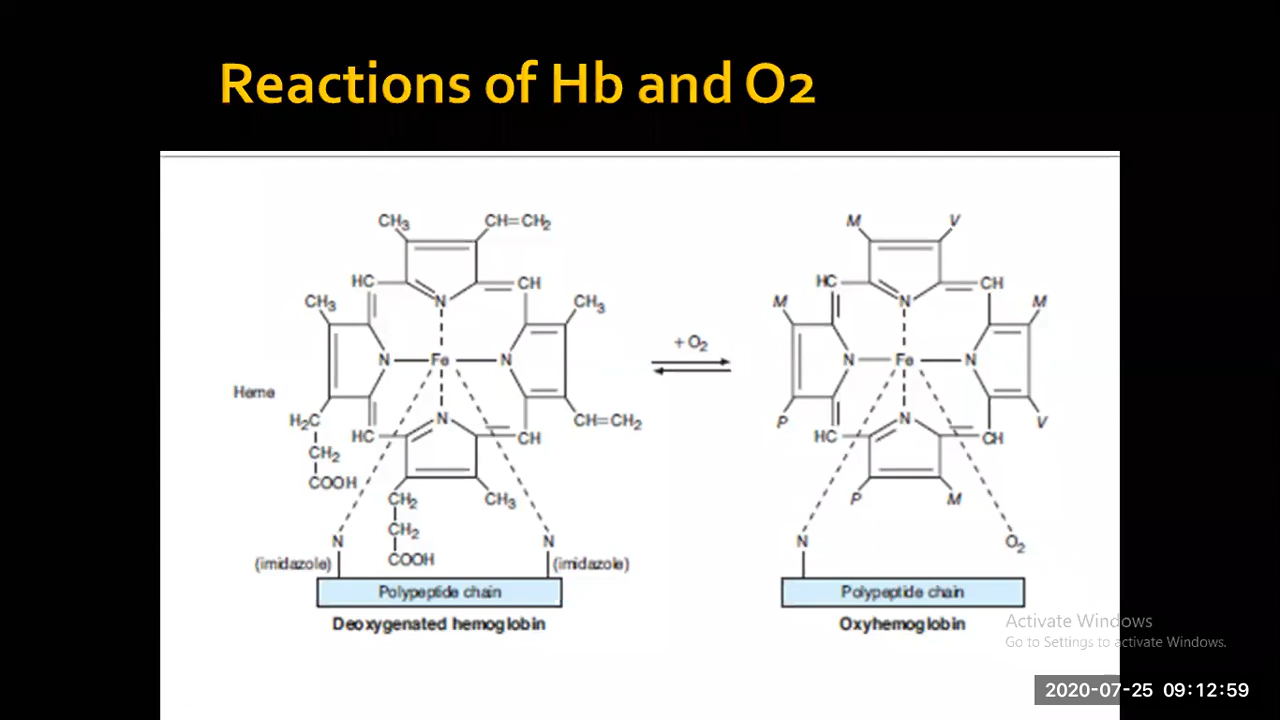 Reactions of Hb and O2
CH3 CH=CH2
HC CH
CH3 N CH3
N Fe N
Heme
N
H2C CH=CH2
HC CH
CH2
COOH
CH2 CH3
CH2
COOH
N N
(imidazole) (imidazole)
Polypeptide chain
Deoxygenated hemoglobin
+ O2
M V
HC CH
M N M
N Fe N
N
P V
HC CH
P M
N O2
Polypeptide chain
Oxyhemoglobin
Activate Windows
Go to Settings to activate Windows.
2020-07-25 09:12:59